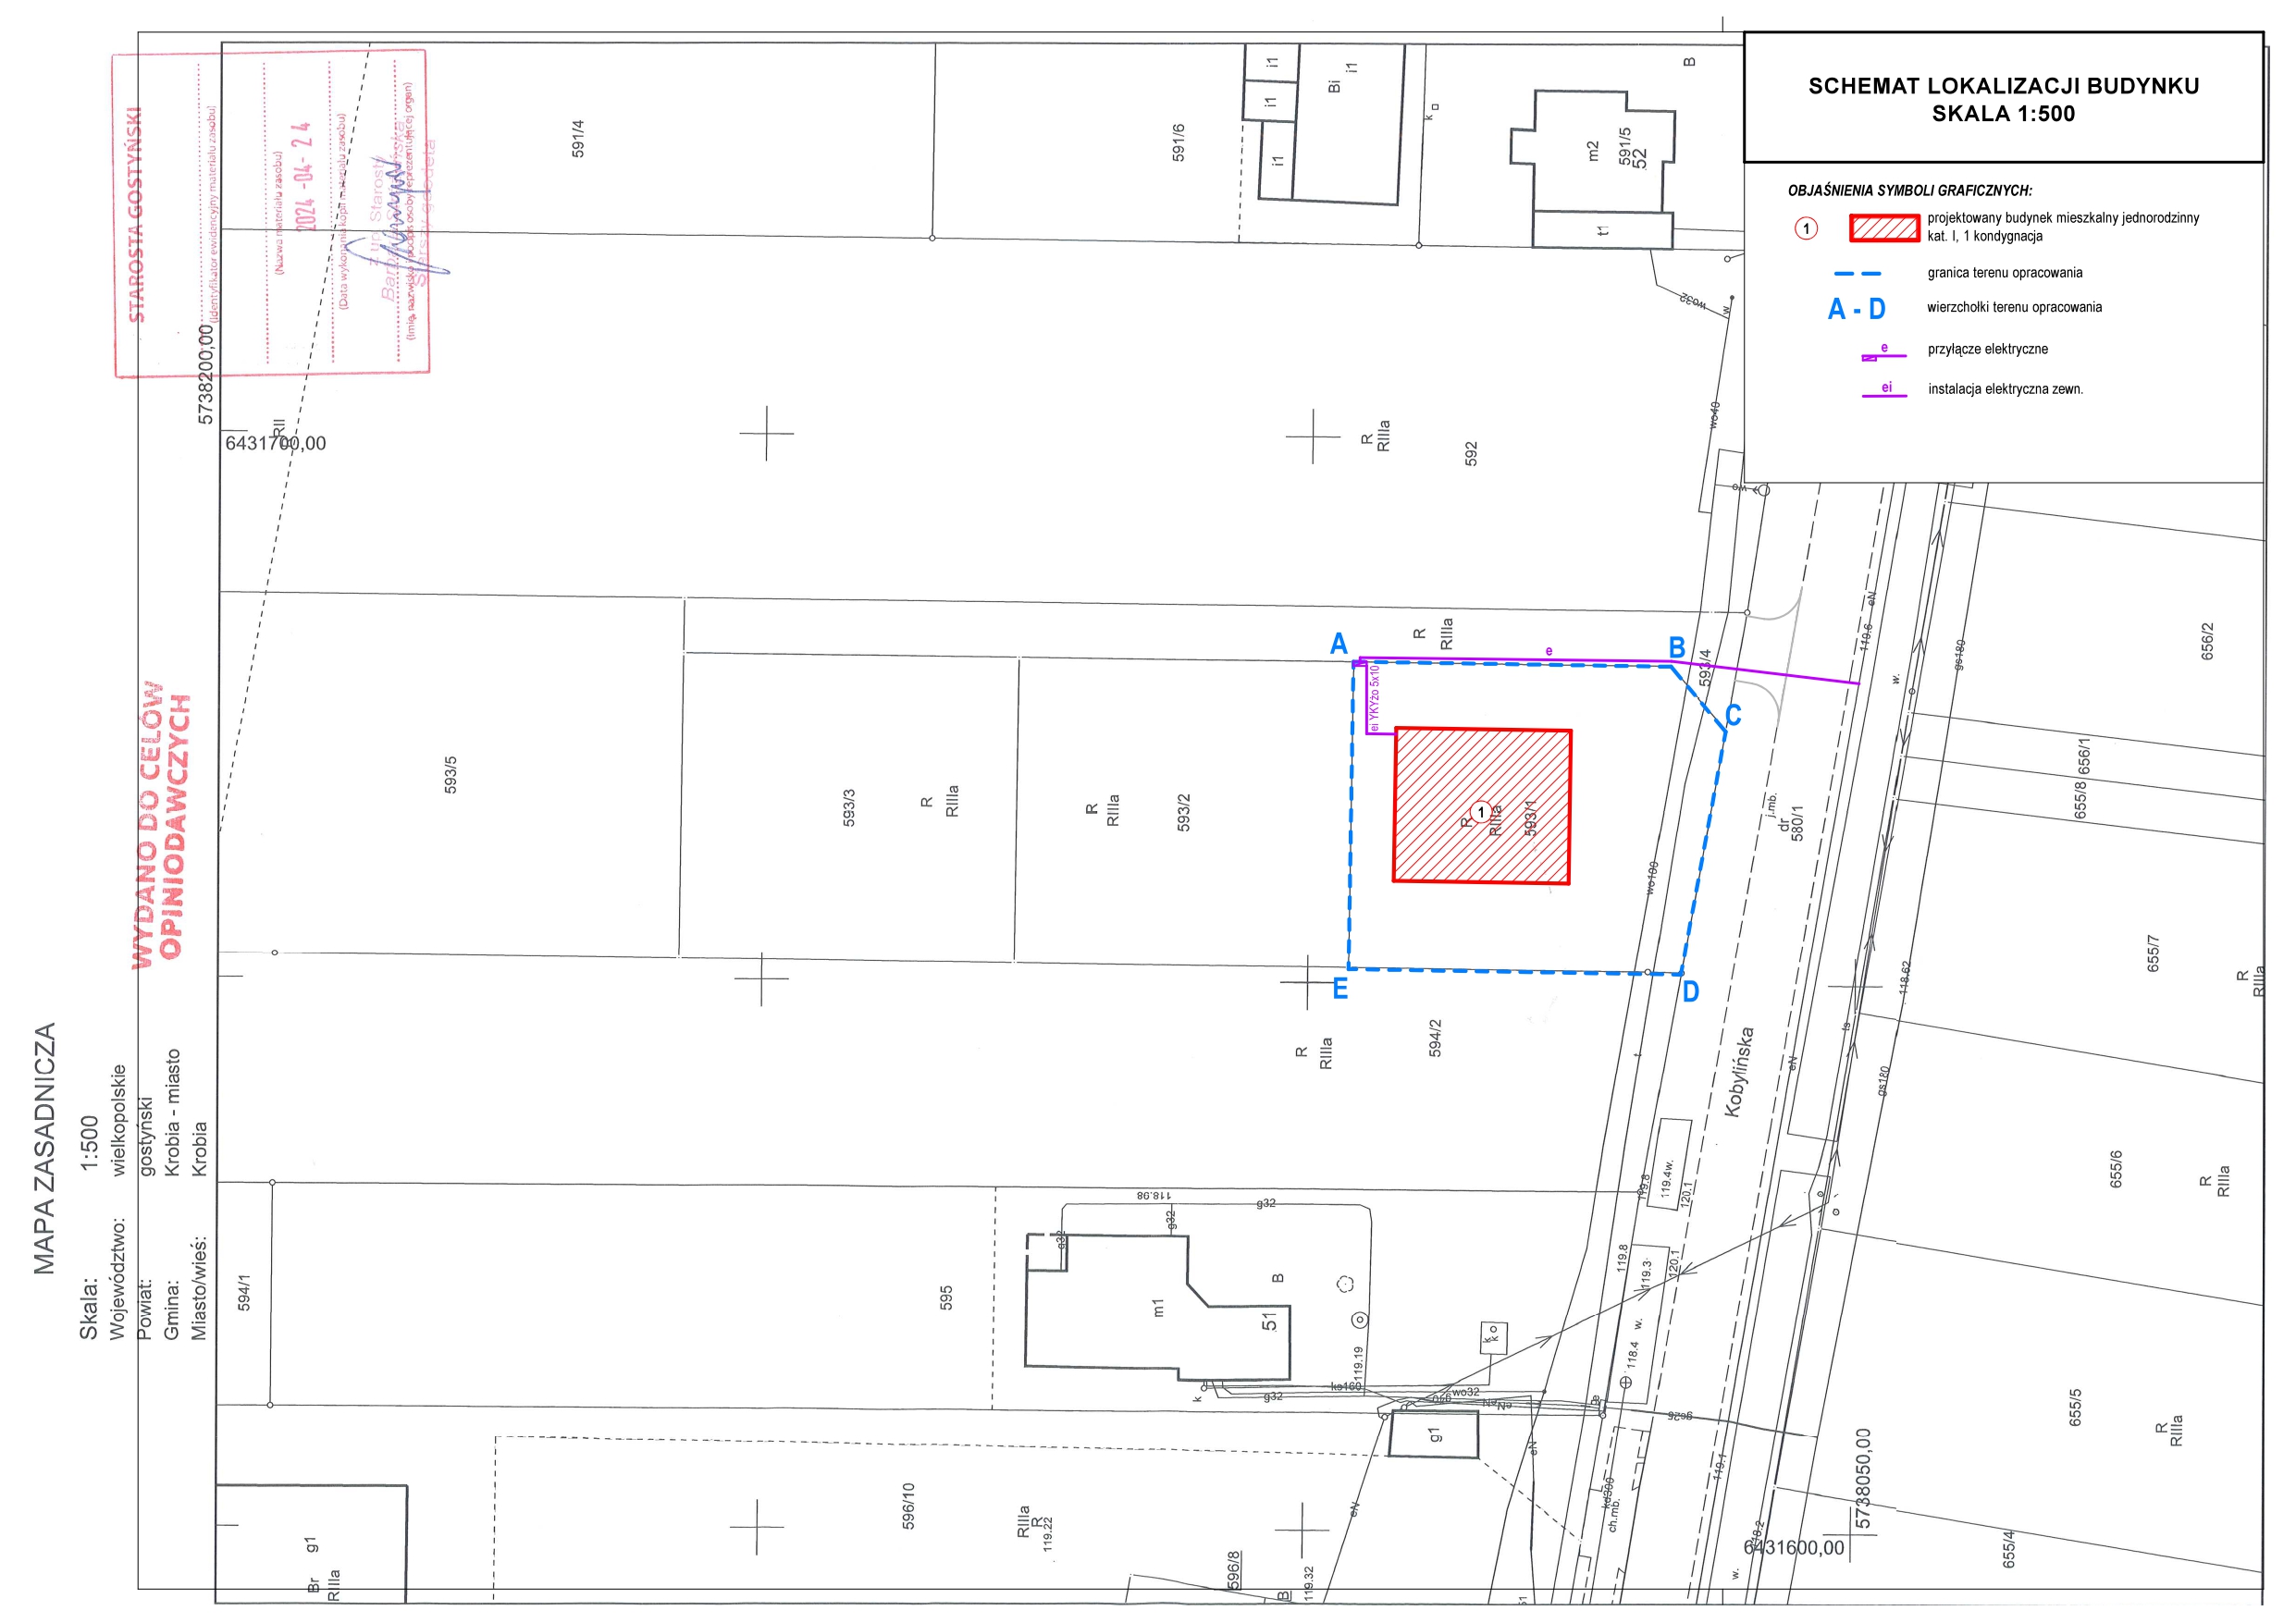 SCHEMAT LOKALIZACJI BUDYNKU
SKALA 1:500
OBJAŚNIENIA SYMBOLI GRAFICZNYCH:
1
projektowany budynek mieszkalny jednorodzinny
kat. I, 1 kondygnacja
granica terenu opracowania
A - D
wierzchołki terenu opracowania
e
przyłącze elektryczne
ei
instalacja elektryczna zewn.
STAROSTA GOSTYŃSKI
(Identyfikator ewidencyjny materiału zasobu)
(Nazwa materiału zasobu)
2024 -04- 2 4
(Data wykonania kopii materiału zasobu)
(Imię, nazwisko i podpis osoby reprezentującej organ)
WYDANO DO CELÓW
OPINIODAWCZYCH
MAPA ZASADNICZA
Skala: 1:500
Województwo: wielkopolskie
Powiat: gostyński
Gmina: Krobia - miasto
Miasto/wieś: Krobia
5738200,00
6431700,00
RII
591/4
591/6
i1
i1
i1
Bi
i1
k
B
m2
591/5
52
t1
wo32
w
wo40
wo
R
RIIIa
592
R
RIIIa
A
B
C
D
E
e
ei YKYżo 5x10
593/4
593/5
593/3
R
RIIIa
R
RIIIa
593/2
1
R
RIIIa
593/1
wo100
j.mb.
dr
580/1
eN
119.6
gs180
w.
656/2
656/1
655/8
655/7
R
RIIIa
118.62
ts
eN
gs180
Kobylińska
t
R
RIIIa
594/2
655/6
R
RIIIa
119.8
119.4w.
120.1
118.98
g32
g32
g32
594/1
595
m1
B
51
119.19
k
k
119.8
119.3
120.1
118.4
w.
k
g32
ks160
wo32
eN
gs25
g1
eN
eN
655/5
R
RIIIa
596/10
RIIIa
R
119.22
g1
Br
RIIIa
596/8
B
119.32
kd300
ch.mb.
119.1
118.2
w.
5738050,00
6431600,00
655/4